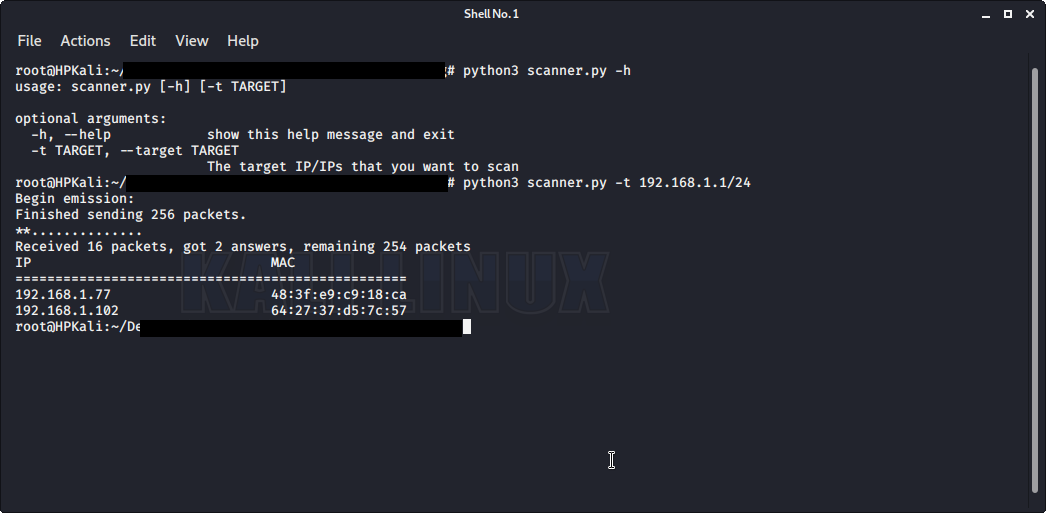 Shell No. 1
File Actions Edit View Help
root@HPKali:~/ # python3 scanner.py -h
usage: scanner.py [-h] [-t TARGET]
optional arguments:
-h, --help show this help message and exit
-t TARGET, --target TARGET
The target IP/IPs that you want to scan
root@HPKali:~/ # python3 scanner.py -t 192.168.1.1/24
Begin emission:
Finished sending 256 packets.
**..............
Received 16 packets, got 2 answers, remaining 254 packets
IP MAC
=================================================
192.168.1.77 48:3f:e9:c9:18:ca
192.168.1.102 64:27:37:d5:7c:57
root@HPKali:~/De
KALI LINUX